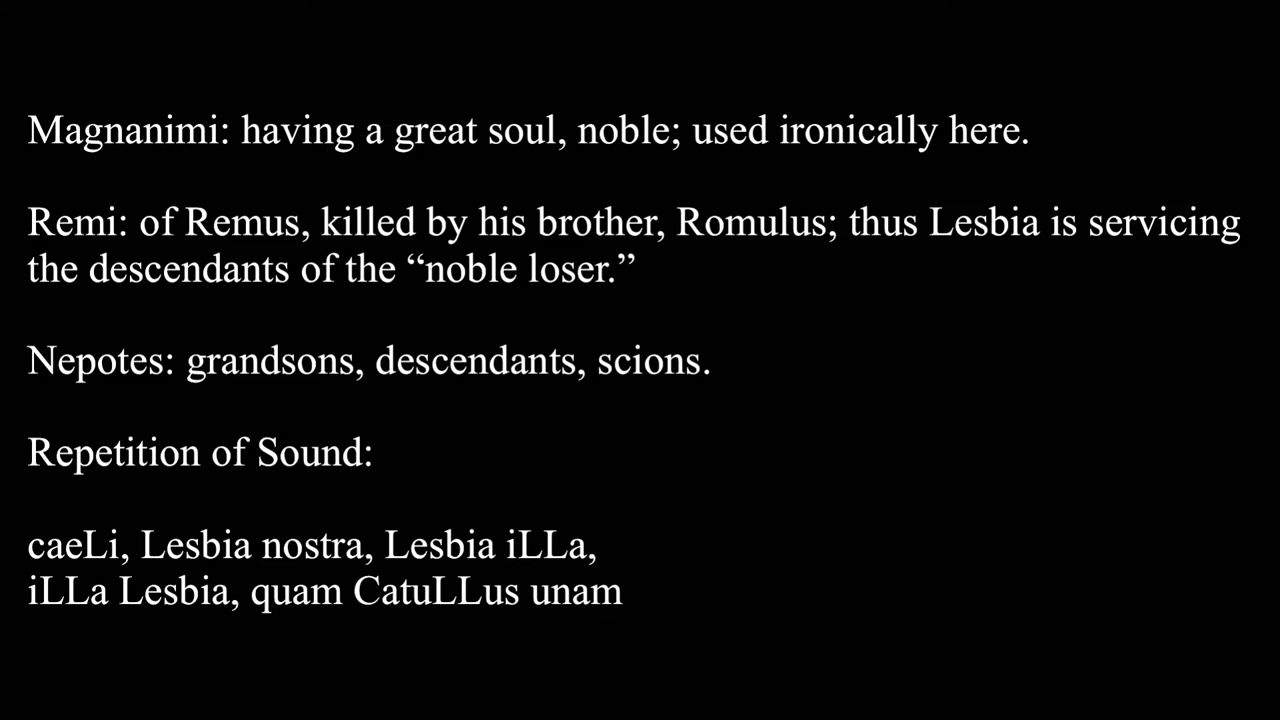 Magnanimi: having a great soul, noble; used ironically here.
Remi: of Remus, killed by his brother, Romulus; thus Lesbia is servicing
the descendants of the “noble loser.”
Nepotes: grandsons, descendants, scions.
Repetition of Sound:
caeLi, Lesbia nostra, Lesbia iLLa,
iLLa Lesbia, quam CatuLLus unam